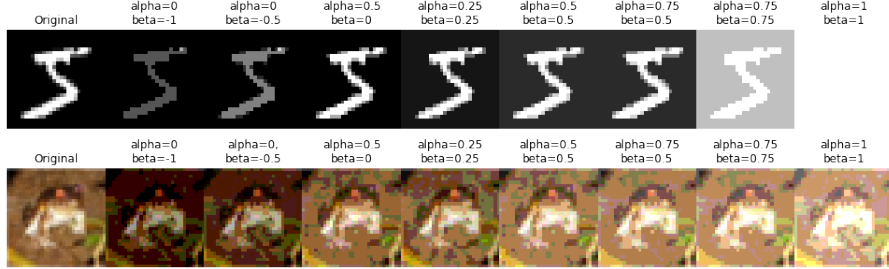 alpha=0 alpha=0 alpha=0.5 alpha=0.25 alpha=0.5 alpha=0.75 alpha=0.75 alpha=1
Original beta=-1 beta=-0.5 beta=0 beta=0.25 beta=0.5 beta=0.5 beta=0.75 beta=1
alpha=0 alpha=0, alpha=0.5 alpha=0.25 alpha=0.5 alpha=0.75 alpha=0.75 alpha=1
Original beta=-1 beta=-0.5 beta=0 beta=0.25 beta=0.5 beta=0.5 beta=0.75 beta=1